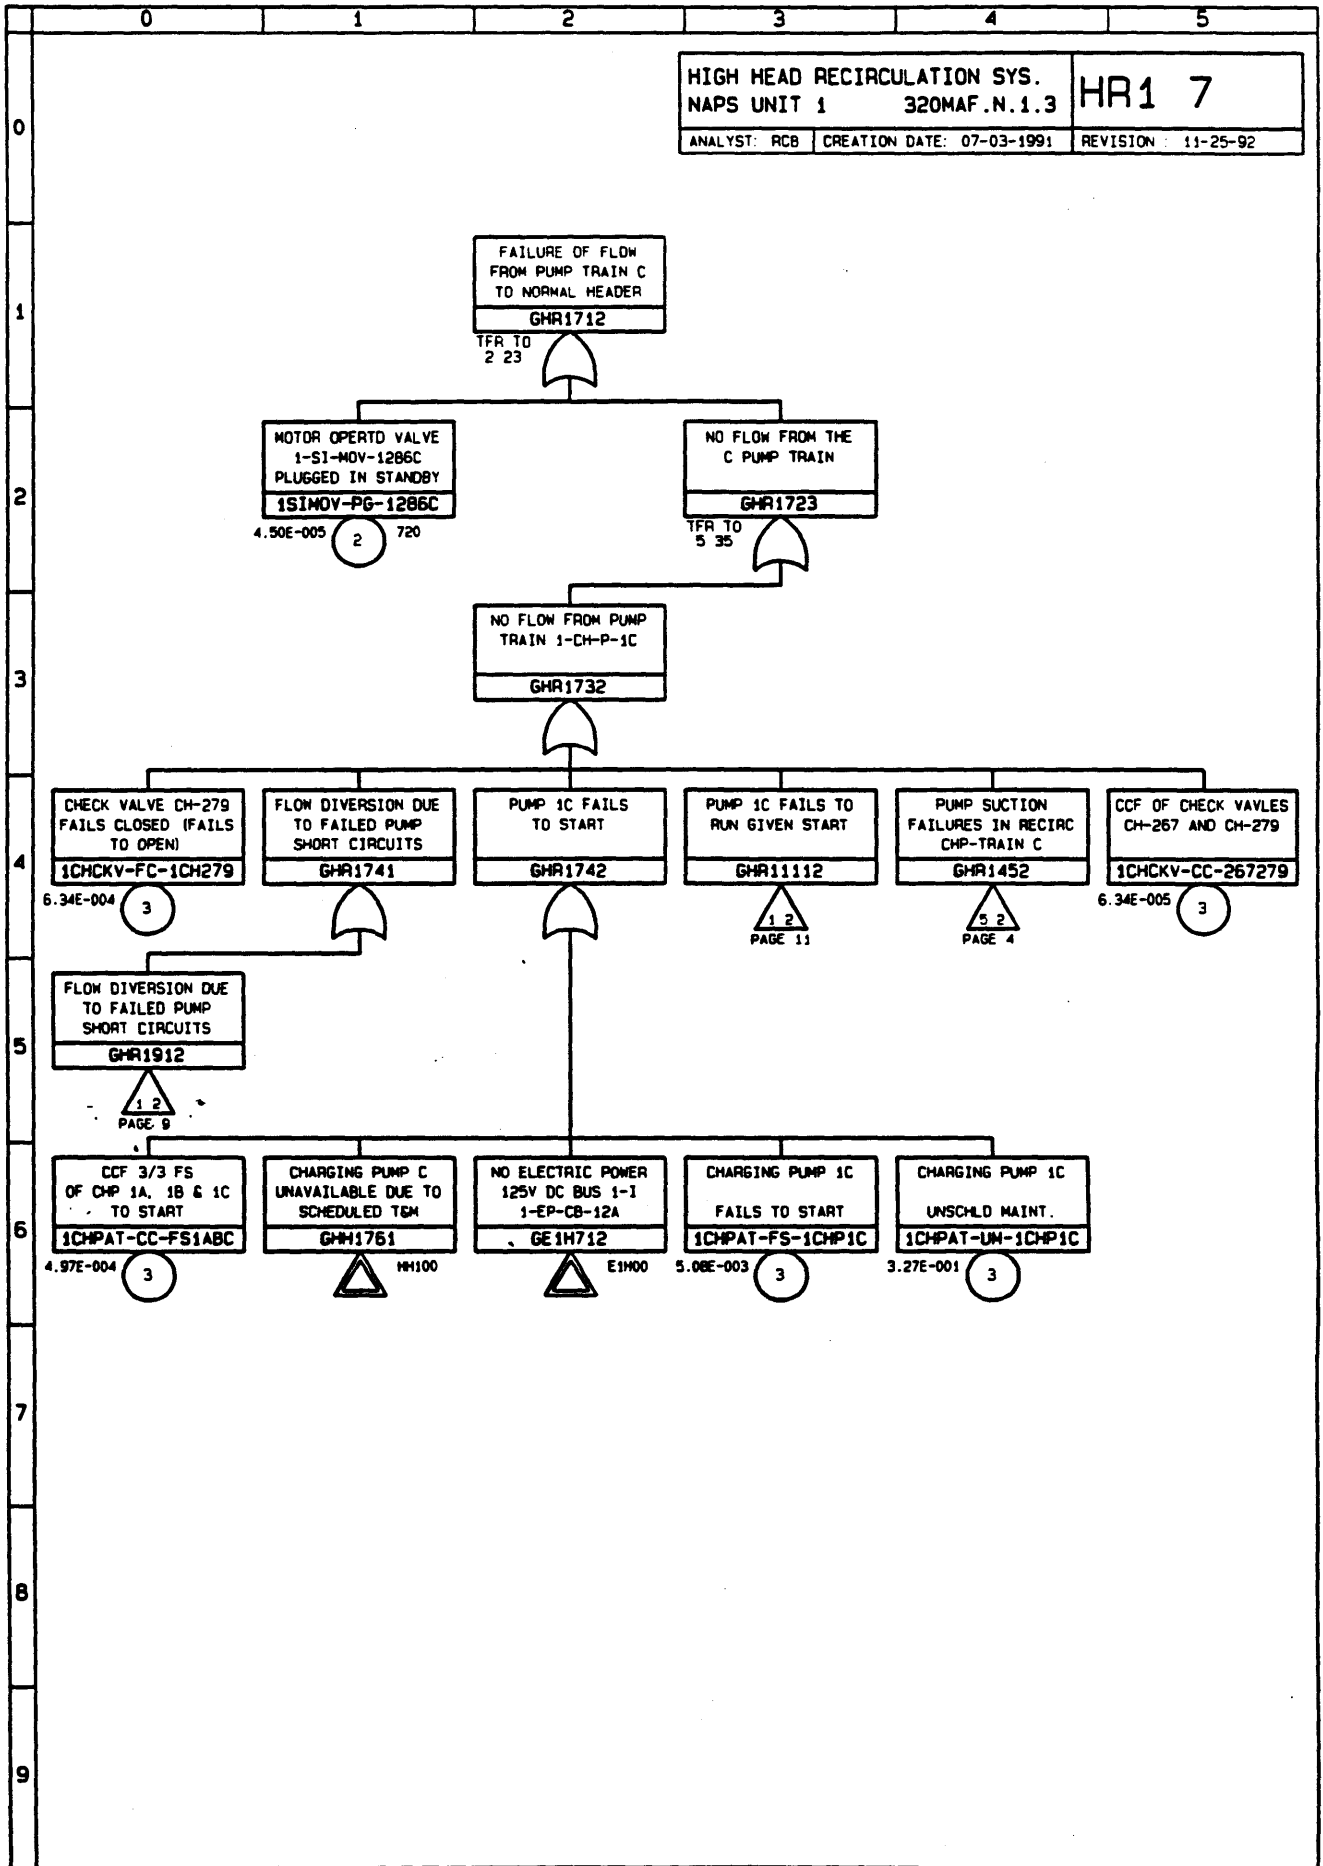 0 1 2 3 4 5
HIGH HEAD RECIRCULATION SYS.
NAPS UNIT 1 320MAF.N.1.3
HR1 7
ANALYST: RCB CREATION DATE: 07-03-1991 REVISION : 11-25-92
0
FAILURE OF FLOW
FROM PUMP TRAIN C
TO NORMAL HEADER
GHR1712
TFR TO
2 23
1
MOTOR OPERTD VALVE
1-SI-MOV-1286C
PLUGGED IN STANDBY
1SIMOV-PG-1286C
4.50E-005 2 720
NO FLOW FROM THE
C PUMP TRAIN
GHR1723
TFR TO
5 35
2
NO FLOW FROM PUMP
TRAIN 1-CH-P-1C
GHR1732
3
CHECK VALVE CH-279
FAILS CLOSED (FAILS
TO OPEN)
1CHCKV-FC-1CH279
6.34E-004 3
FLOW DIVERSION DUE
TO FAILED PUMP
SHORT CIRCUITS
GHR1741
PUMP 1C FAILS
TO START
GHR1742
PUMP 1C FAILS TO
RUN GIVEN START
GHR11112
1 2
PAGE 11
PUMP SUCTION
FAILURES IN RECIRC
CHP-TRAIN C
GHR1452
5 2
PAGE 4
CCF OF CHECK VAVLES
CH-267 AND CH-279
1CHCKV-CC-267279
6.34E-005 3
4
FLOW DIVERSION DUE
TO FAILED PUMP
SHORT CIRCUITS
GHR1912
1 2
PAGE 9
5
CCF 3/3 FS
OF CHP 1A, 1B & 1C
TO START
1CHPAT-CC-FS1ABC
4.97E-004 3
CHARGING PUMP C
UNAVAILABLE DUE TO
SCHEDULED T&M
GHH1761
HH100
NO ELECTRIC POWER
125V DC BUS 1-I
1-EP-CB-12A
GE1H712
E1H00
CHARGING PUMP 1C
FAILS TO START
1CHPAT-FS-1CHP1C
5.08E-003 3
CHARGING PUMP 1C
UNSCHLD MAINT.
1CHPAT-UM-1CHP1C
3.27E-001 3
6
7
8
9